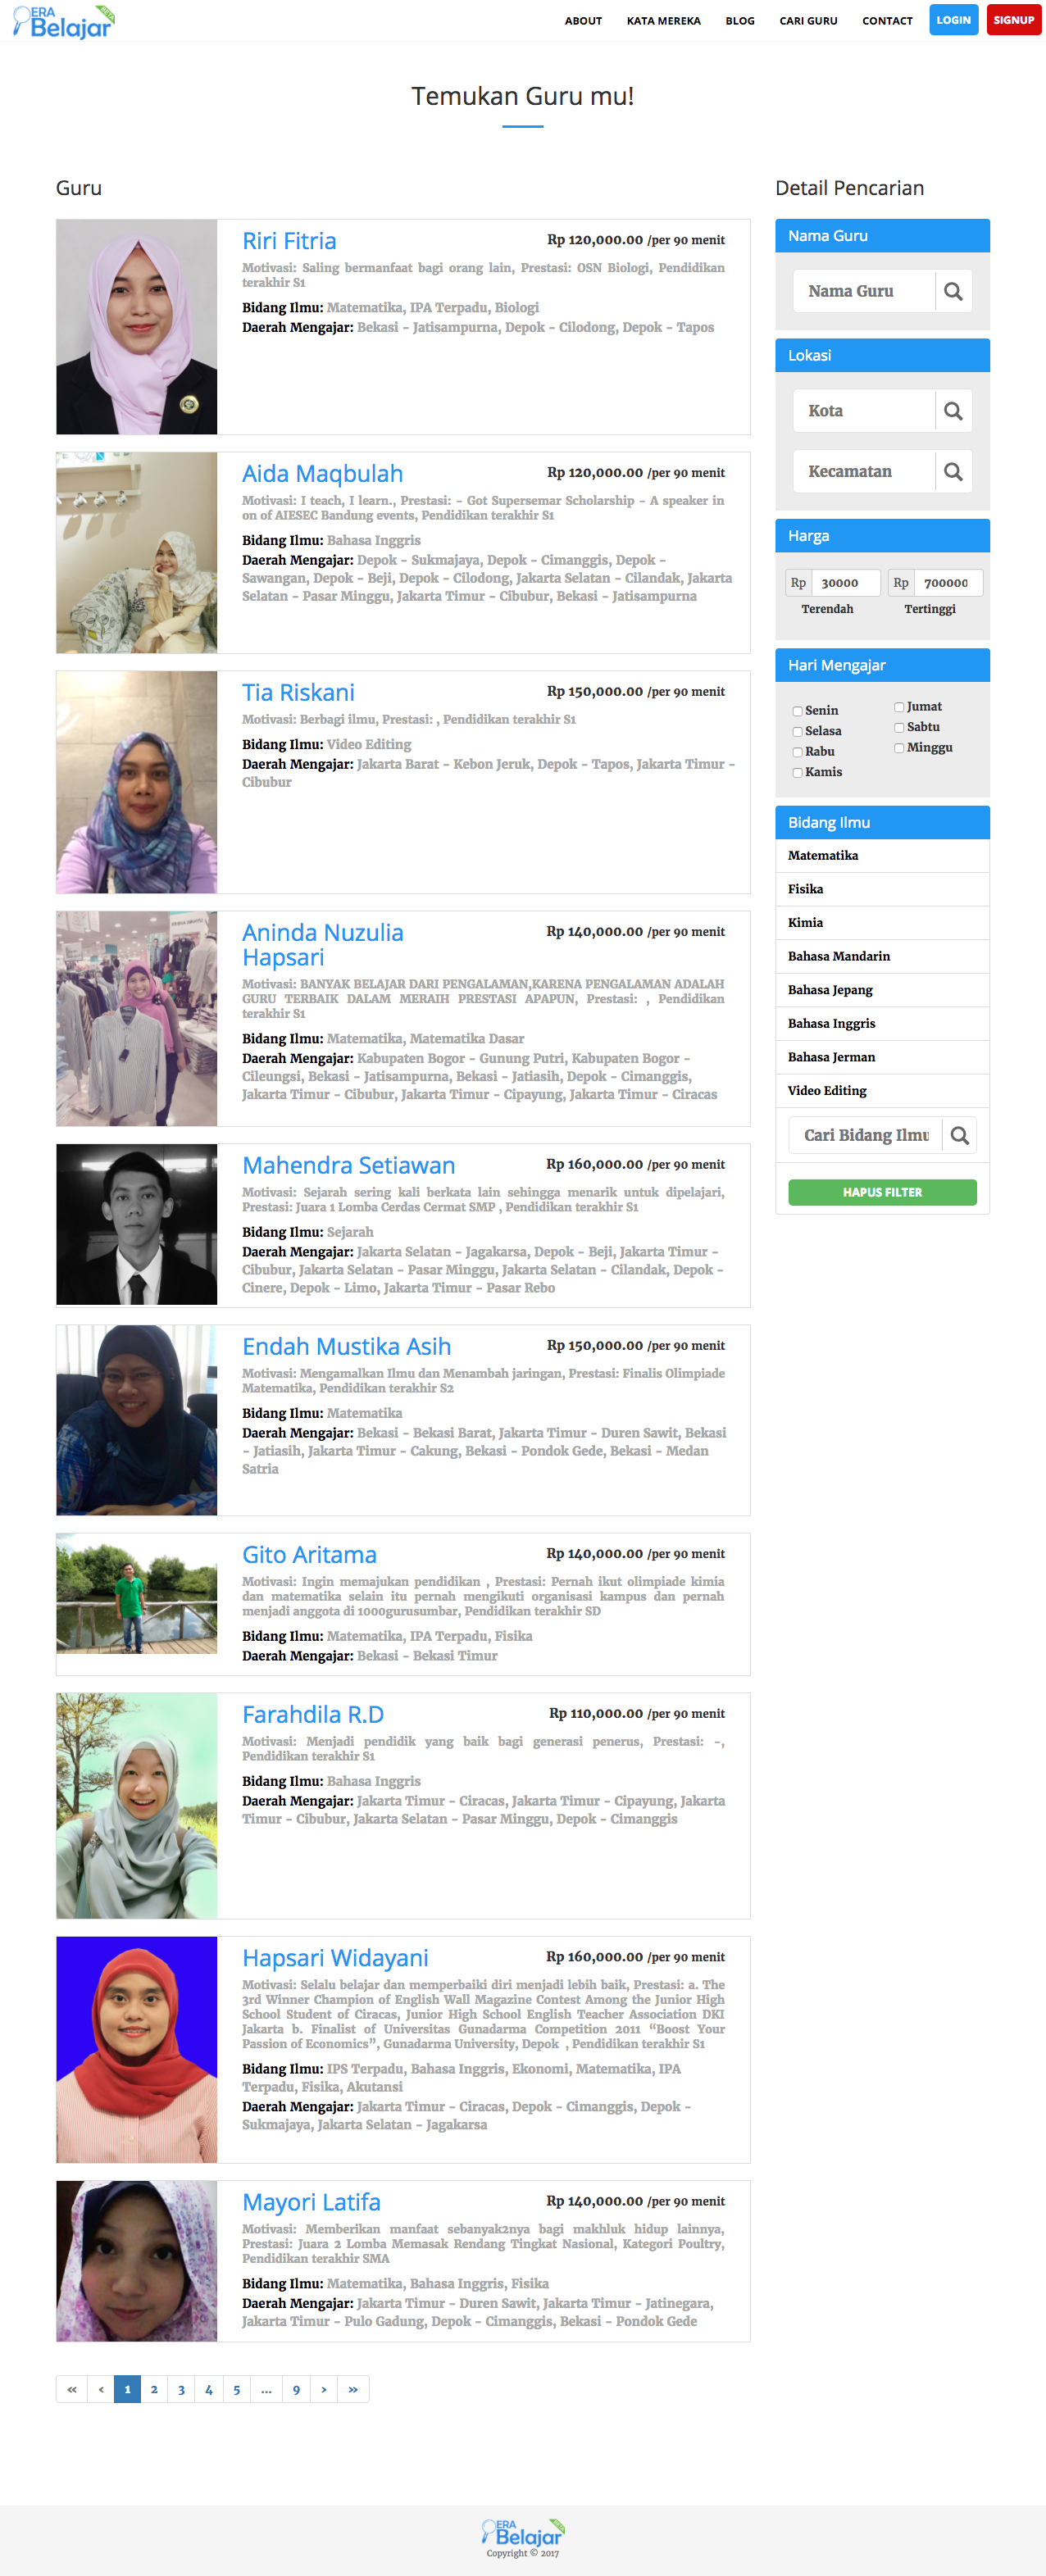 ERA
Belajar
ABOUT KATA MEREKA BLOG CARI GURU CONTACT LOGIN SIGNUP
Temukan Guru mu!
Guru
Riri Fitria
Rp 120,000.00 /per 90 menit
Motivasi: Saling bermanfaat bagi orang lain, Prestasi: OSN Biologi, Pendidikan
terakhir S1
Bidang Ilmu: Matematika, IPA Terpadu, Biologi
Daerah Mengajar: Bekasi - Jatisampurna, Depok - Cilodong, Depok - Tapos
Aida Maqbulah
Rp 120,000.00 /per 90 menit
Motivasi: I teach, I learn., Prestasi: - Got Supersemar Scholarship - A speaker in
on of AIESEC Bandung events, Pendidikan terakhir S1
Bidang Ilmu: Bahasa Inggris
Daerah Mengajar: Depok - Sukmajaya, Depok - Cimanggis, Depok -
Sawangan, Depok - Beji, Depok - Cilodong, Jakarta Selatan - Cilandak, Jakarta
Selatan - Pasar Minggu, Jakarta Timur - Cibubur, Bekasi - Jatisampurna
Tia Riskani
Rp 150,000.00 /per 90 menit
Motivasi: Berbagi ilmu, Prestasi: , Pendidikan terakhir S1
Bidang Ilmu: Video Editing
Daerah Mengajar: Jakarta Barat - Kebon Jeruk, Depok - Tapos, Jakarta Timur -
Cibubur
Aninda Nuzulia
Hapsari
Rp 140,000.00 /per 90 menit
Motivasi: BANYAK BELAJAR DARI PENGALAMAN,KARENA PENGALAMAN ADALAH
GURU TERBAIK DALAM MERAIH PRESTASI APAPUN, Prestasi: , Pendidikan
terakhir S1
Bidang Ilmu: Matematika, Matematika Dasar
Daerah Mengajar: Kabupaten Bogor - Gunung Putri, Kabupaten Bogor -
Cileungsi, Bekasi - Jatisampurna, Bekasi - Jatiasih, Depok - Cimanggis,
Jakarta Timur - Cibubur, Jakarta Timur - Cipayung, Jakarta Timur - Ciracas
Mahendra Setiawan
Rp 160,000.00 /per 90 menit
Motivasi: Sejarah sering kali berkata lain sehingga menarik untuk dipelajari,
Prestasi: Juara 1 Lomba Cerdas Cermat SMP , Pendidikan terakhir S1
Bidang Ilmu: Sejarah
Daerah Mengajar: Jakarta Selatan - Jagakarsa, Depok - Beji, Jakarta Timur -
Cibubur, Jakarta Selatan - Pasar Minggu, Jakarta Selatan - Cilandak, Depok -
Cinere, Depok - Limo, Jakarta Timur - Pasar Rebo
Endah Mustika Asih
Rp 150,000.00 /per 90 menit
Motivasi: Mengamalkan Ilmu dan Menambah jaringan, Prestasi: Finalis Olimpiade
Matematika, Pendidikan terakhir S2
Bidang Ilmu: Matematika
Daerah Mengajar: Bekasi - Bekasi Barat, Jakarta Timur - Duren Sawit, Bekasi
- Jatiasih, Jakarta Timur - Cakung, Bekasi - Pondok Gede, Bekasi - Medan
Satria
Gito Aritama
Rp 140,000.00 /per 90 menit
Motivasi: Ingin memajukan pendidikan , Prestasi: Pernah ikut olimpiade kimia
dan matematika selain itu pernah mengikuti organisasi kampus dan pernah
menjadi anggota di 1000gurusumbar, Pendidikan terakhir SD
Bidang Ilmu: Matematika, IPA Terpadu, Fisika
Daerah Mengajar: Bekasi - Bekasi Timur
Farahdila R.D
Rp 110,000.00 /per 90 menit
Motivasi: Menjadi pendidik yang baik bagi generasi penerus, Prestasi: -,
Pendidikan terakhir S1
Bidang Ilmu: Bahasa Inggris
Daerah Mengajar: Jakarta Timur - Ciracas, Jakarta Timur - Cipayung, Jakarta
Timur - Cibubur, Jakarta Selatan - Pasar Minggu, Depok - Cimanggis
Hapsari Widayani
Rp 160,000.00 /per 90 menit
Motivasi: Selalu belajar dan memperbaiki diri menjadi lebih baik, Prestasi: a. The
3rd Winner Champion of English Wall Magazine Contest Among the Junior High
School Student of Ciracas, Junior High School English Teacher Association DKI
Jakarta b. Finalist of Universitas Gunadarma Competition 2011 “Boost Your
Passion of Economics”, Gunadarma University, Depok , Pendidikan terakhir S1
Bidang Ilmu: IPS Terpadu, Bahasa Inggris, Ekonomi, Matematika, IPA
Terpadu, Fisika, Akutansi
Daerah Mengajar: Jakarta Timur - Ciracas, Depok - Cimanggis, Depok -
Sukmajaya, Jakarta Selatan - Jagakarsa
Mayori Latifa
Rp 140,000.00 /per 90 menit
Motivasi: Memberikan manfaat sebanyak2nya bagi makhluk hidup lainnya,
Prestasi: Juara 2 Lomba Memasak Rendang Tingkat Nasional, Kategori Poultry,
Pendidikan terakhir SMA
Bidang Ilmu: Matematika, Bahasa Inggris, Fisika
Daerah Mengajar: Jakarta Timur - Duren Sawit, Jakarta Timur - Jatinegara,
Jakarta Timur - Pulo Gadung, Depok - Cimanggis, Bekasi - Pondok Gede
« ‹ 1 2 3 4 5 ... 9 › »
Detail Pencarian
Nama Guru
Nama Guru
Lokasi
Kota
Kecamatan
Harga
Rp 30000 Rp 700000
Terendah Tertinggi
Hari Mengajar
Senin
Selasa
Rabu
Kamis
Jumat
Sabtu
Minggu
Bidang Ilmu
Matematika
Fisika
Kimia
Bahasa Mandarin
Bahasa Jepang
Bahasa Inggris
Bahasa Jerman
Video Editing
Cari Bidang Ilmu
HAPUS FILTER
ERA
Belajar
Copyright © 2017